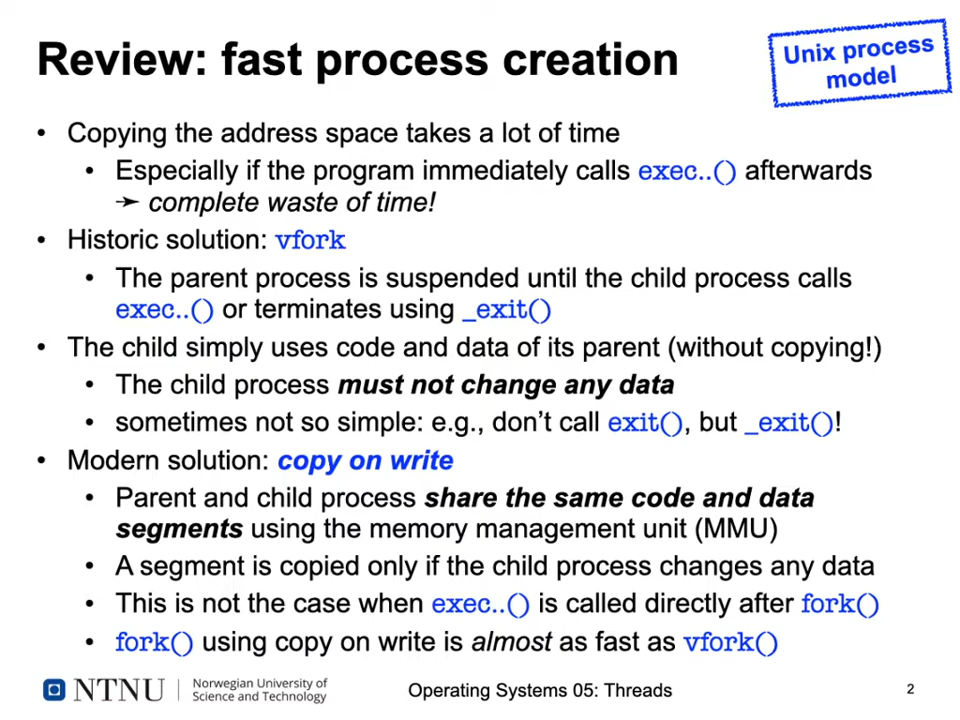 Review: fast process creation
Unix process
model
• Copying the address space takes a lot of time
• Especially if the program immediately calls exec..() afterwards
➛ complete waste of time!
• Historic solution: vfork
• The parent process is suspended until the child process calls
exec..() or terminates using _exit()
• The child simply uses code and data of its parent (without copying!)
• The child process must not change any data
• sometimes not so simple: e.g., don’t call exit(), but _exit()!
• Modern solution: copy on write
• Parent and child process share the same code and data
segments using the memory management unit (MMU)
• A segment is copied only if the child process changes any data
• This is not the case when exec..() is called directly after fork()
• fork() using copy on write is almost as fast as vfork()
NTNU
Norwegian University of
Science and Technology
Operating Systems 05: Threads
2